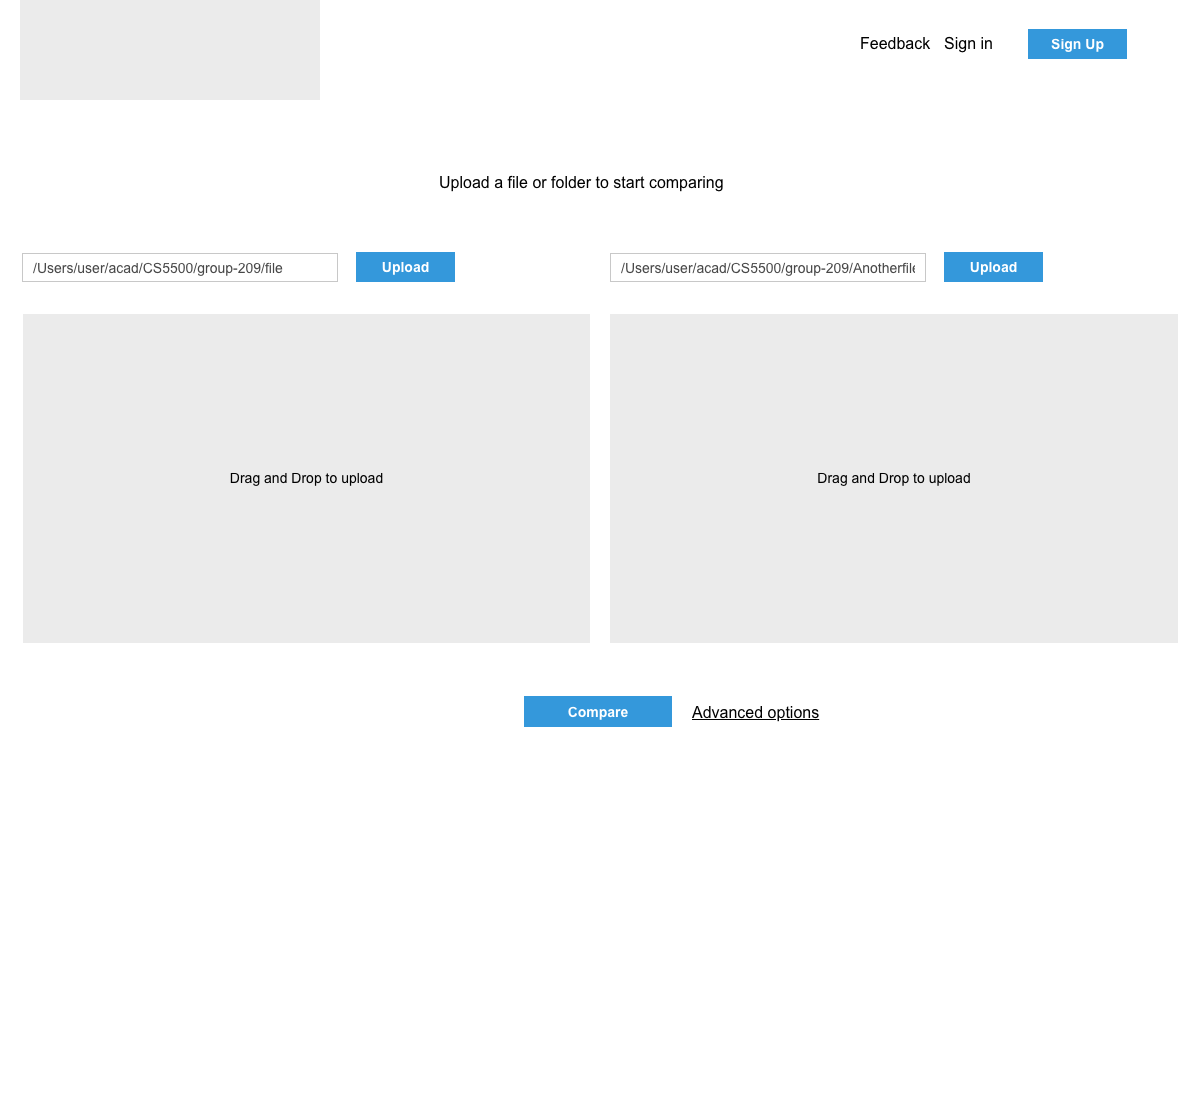 Feedback Sign in Sign Up
Upload a file or folder to start comparing
/Users/user/acad/CS5500/group-209/file Upload /Users/user/acad/CS5500/group-209/Anotherfile Upload
Drag and Drop to upload Drag and Drop to upload
Compare Advanced options